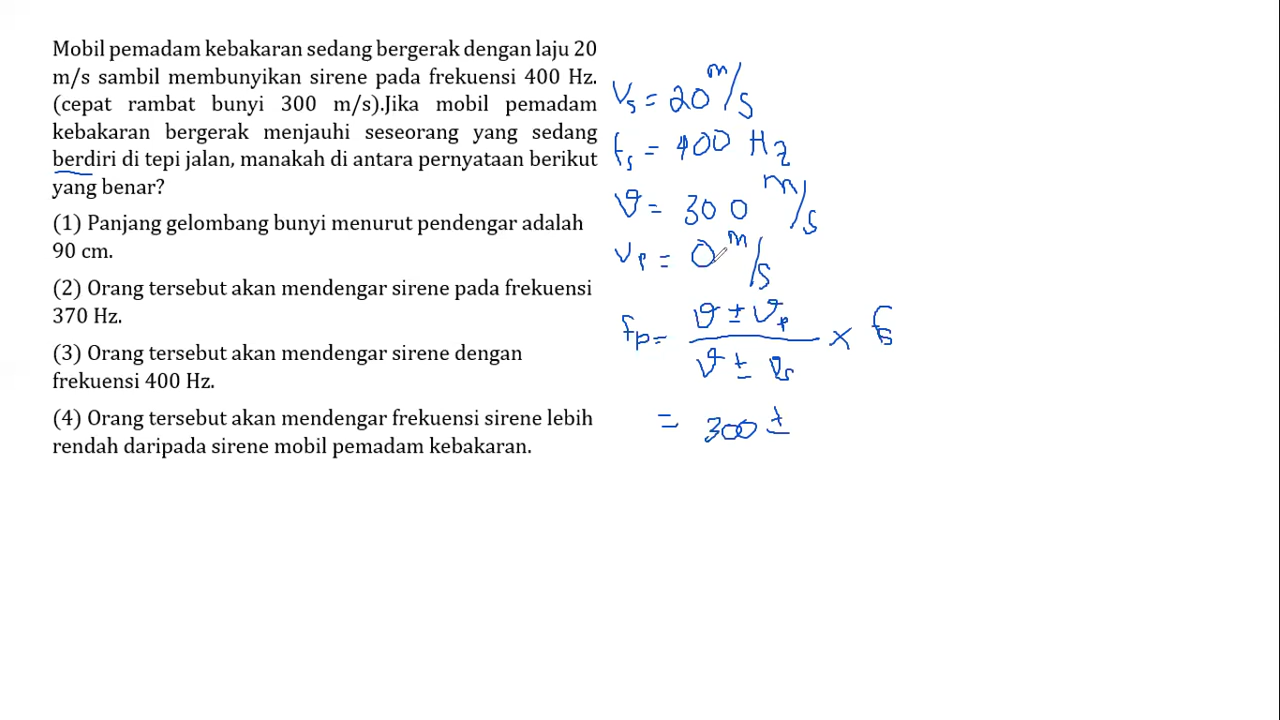 Mobil pemadam kebakaran sedang bergerak dengan laju 20
m/s sambil membunyikan sirene pada frekuensi 400 Hz.
(cepat rambat bunyi 300 m/s).Jika mobil pemadam
kebakaran bergerak menjauhi seseorang yang sedang
berdiri di tepi jalan, manakah di antara pernyataan berikut
yang benar?
(1) Panjang gelombang bunyi menurut pendengar adalah
90 cm.
(2) Orang tersebut akan mendengar sirene pada frekuensi
370 Hz.
(3) Orang tersebut akan mendengar sirene dengan
frekuensi 400 Hz.
(4) Orang tersebut akan mendengar frekuensi sirene lebih
rendah daripada sirene mobil pemadam kebakaran.
Vs = 20 m/s
fs = 400 Hz
v = 300 m/s
Vp = 0 m/s
fp = v ± vp / v ± vs × fs
= 300 ±